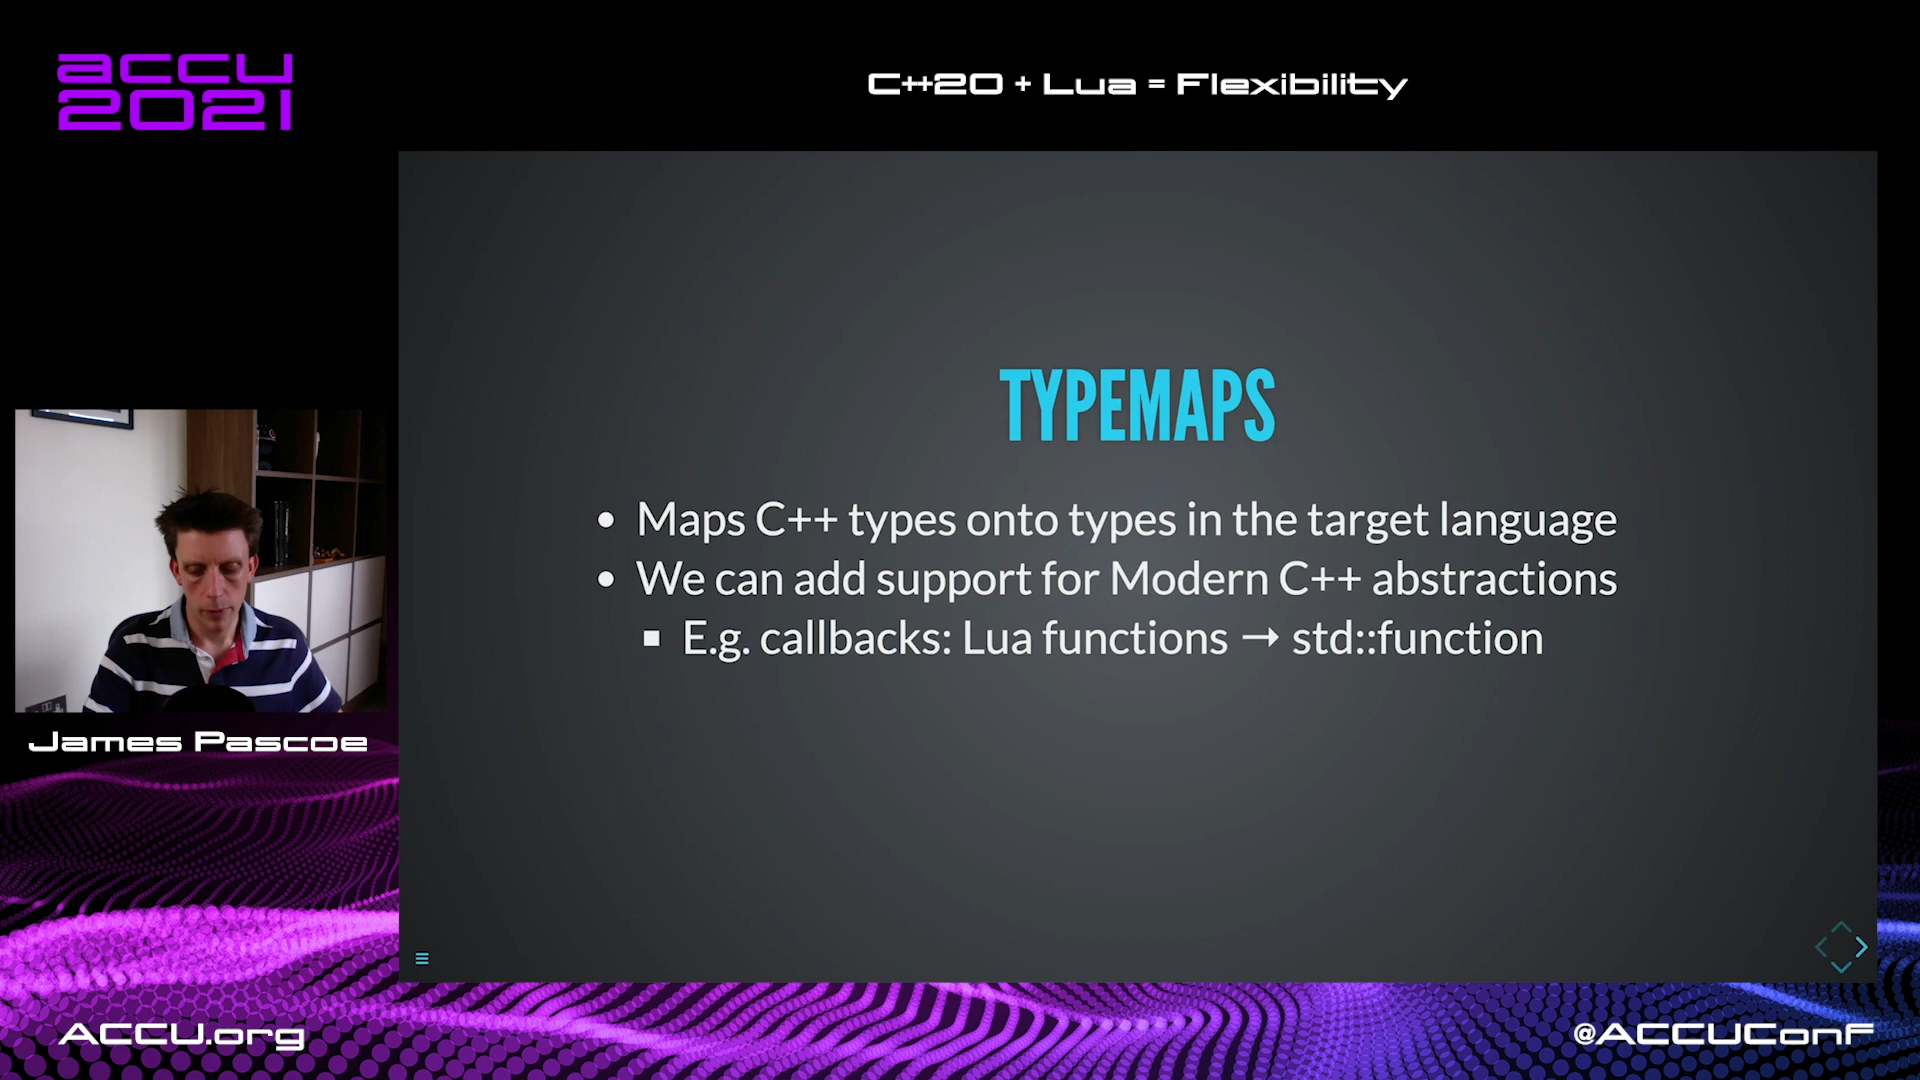 accu
2021
C++20 + Lua = Flexibility
TYPEMAPS
• Maps C++ types onto types in the target language
• We can add support for Modern C++ abstractions
▪ E.g. callbacks: Lua functions → std::function
James Pascoe
ACCU.org
@ACCUConf